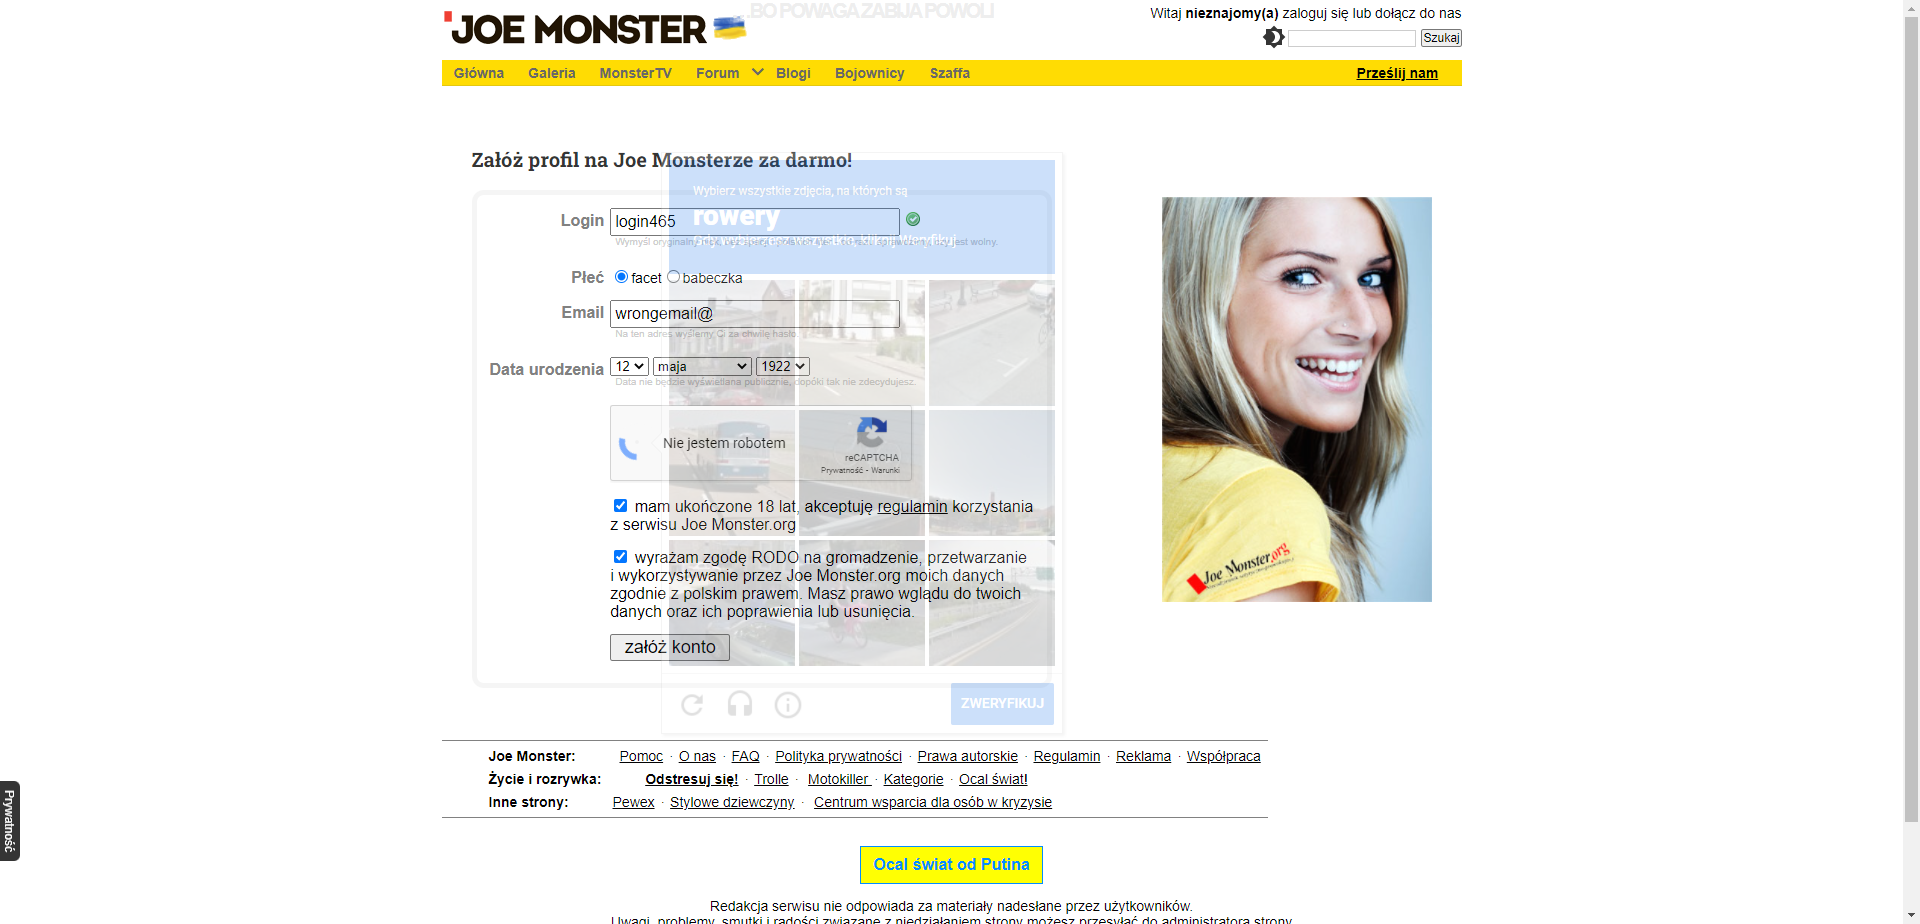 JOE MONSTER
...BO POWAGA ZABIJA POWOLI
Witaj nieznajomy(a) zaloguj się lub dołącz do nas
Szukaj
Główna Galeria MonsterTV Forum Blogi Bojownicy Szaffa Prześlij nam
Załóż profil na Joe Monsterze za darmo!
Wybierz wszystkie zdjęcia, na których są
rowery
Gdy wybierzesz wszystkie, kliknij Weryfikuj
Login login465
Płeć facet babeczka
Email wrongemail@
Na ten adres wyślemy Ci za chwilę hasło.
Data urodzenia 12 maja 1922
Data nie będzie wyświetlana publicznie, dopóki tak nie zdecydujesz.
Nie jestem robotem
reCAPTCHA
Prywatność - Warunki
mam ukończone 18 lat, akceptuję regulamin korzystania
z serwisu Joe Monster.org
wyrażam zgodę RODO na gromadzenie, przetwarzanie
i wykorzystywanie przez Joe Monster.org moich danych
zgodnie z polskim prawem. Masz prawo wglądu do twoich
danych oraz ich poprawienia lub usunięcia.
załóż konto
ZWERYFIKUJ
Joe Monster.org
Joe Monster: Pomoc · O nas · FAQ · Polityka prywatności · Prawa autorskie · Regulamin · Reklama · Współpraca
Życie i rozrywka: Odstresuj się! · Trolle · Motokiller · Kategorie · Ocal świat!
Inne strony: Pewex · Stylowe dziewczyny · Centrum wsparcia dla osób w kryzysie
Prywatność
Ocal świat od Putina
Redakcja serwisu nie odpowiada za materiały nadesłane przez użytkowników.
Uwagi, problemy, smutki i radości związane z niedziałaniem strony możesz przesyłać do administratora strony